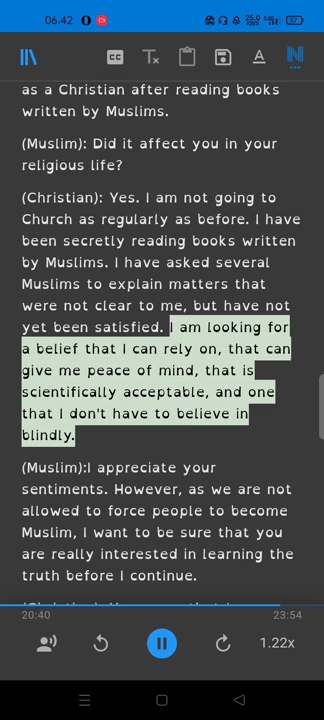 06.42
25.0
KB/S
57
CC
as a Christian after reading books
written by Muslims.
(Muslim): Did it affect you in your
religious life?
(Christian): Yes. I am not going to
Church as regularly as before. I have
been secretly reading books written
by Muslims. I have asked several
Muslims to explain matters that
were not clear to me, but have not
yet been satisfied. I am looking for
a belief that I can rely on, that can
give me peace of mind, that is
scientifically acceptable, and one
that I don't have to believe in
blindly.
(Muslim):I appreciate your
sentiments. However, as we are not
allowed to force people to become
Muslim, I want to be sure that you
are really interested in learning the
truth before I continue.
20:40
23:54
1.22x